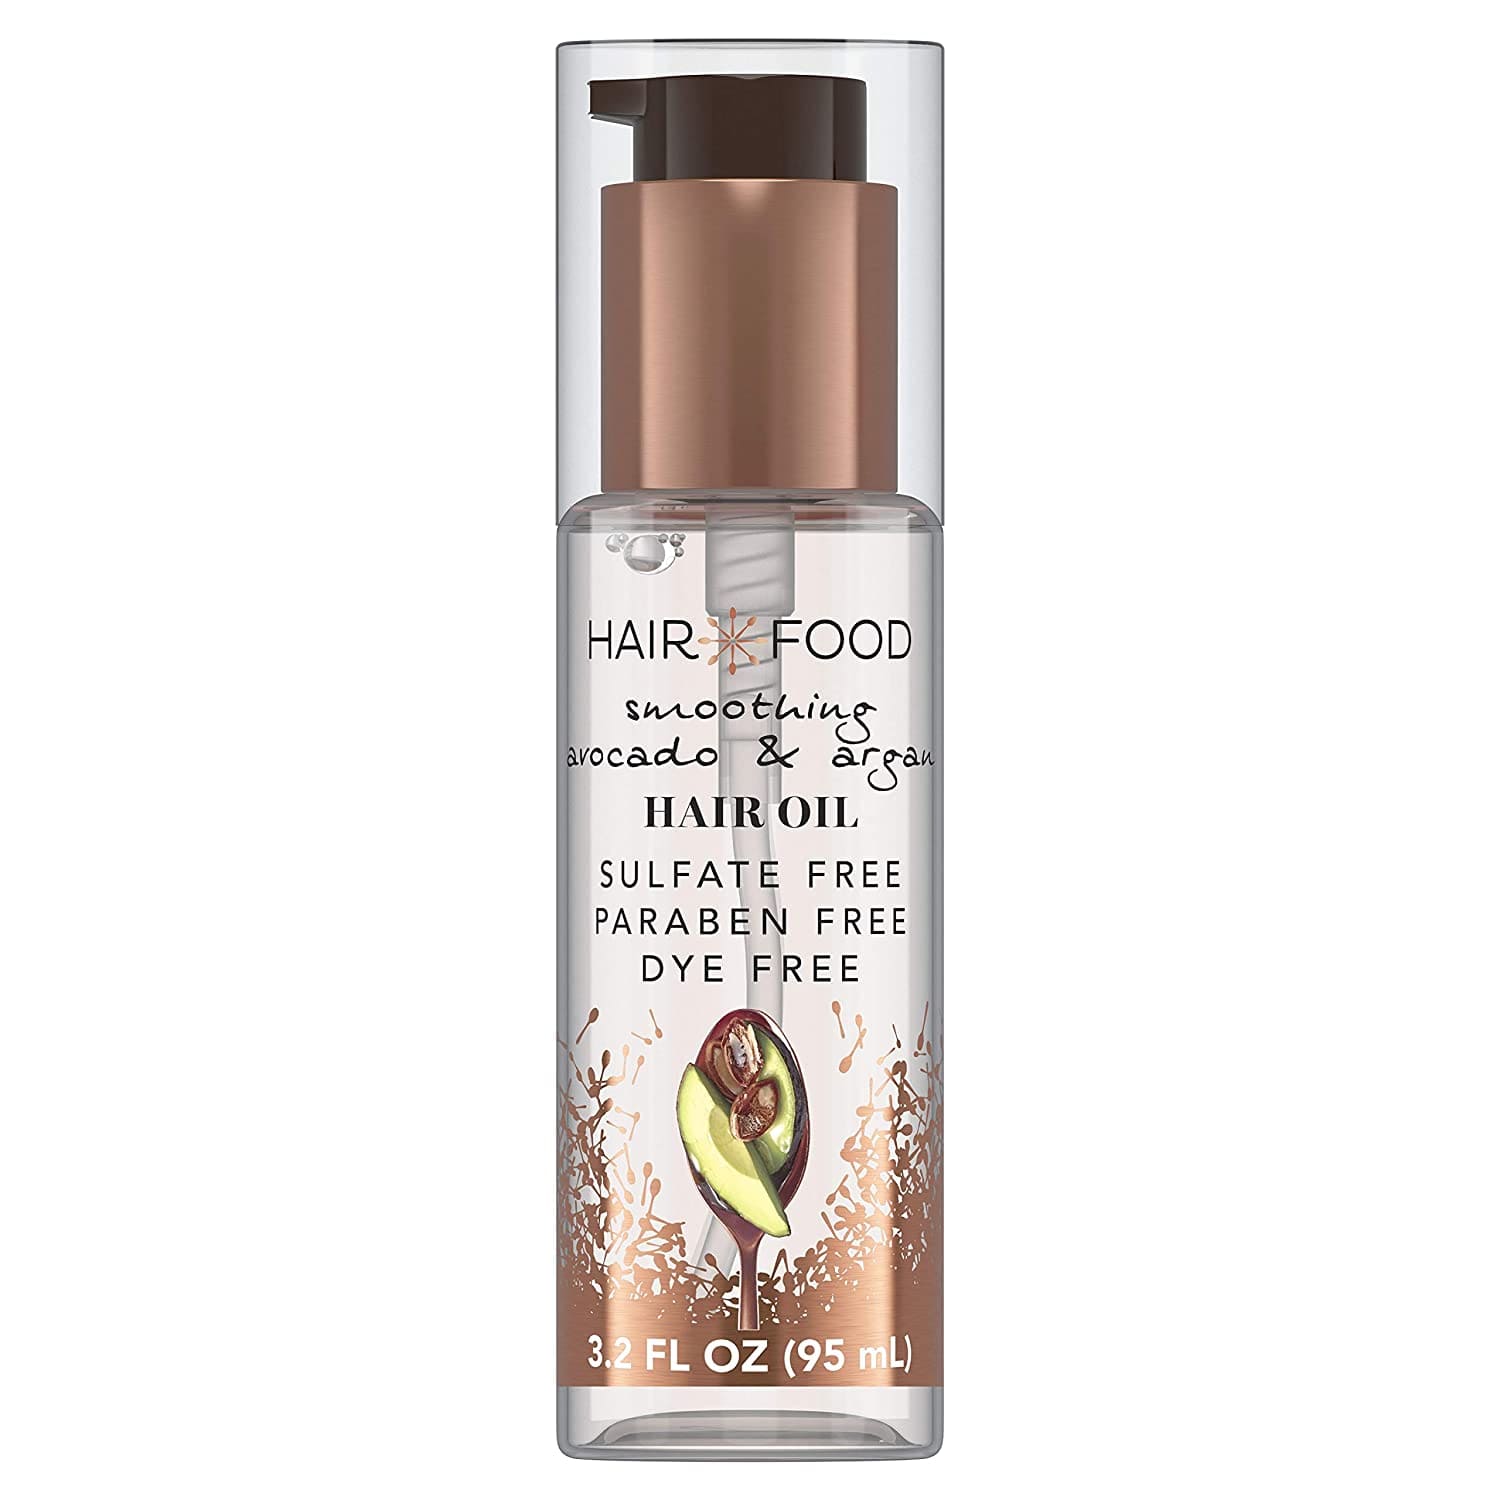 HAIR FOOD
smoothing
avocado & argan
HAIR OIL
SULFATE FREE
PARABEN FREE
DYE FREE
3.2 FL OZ (95 mL)